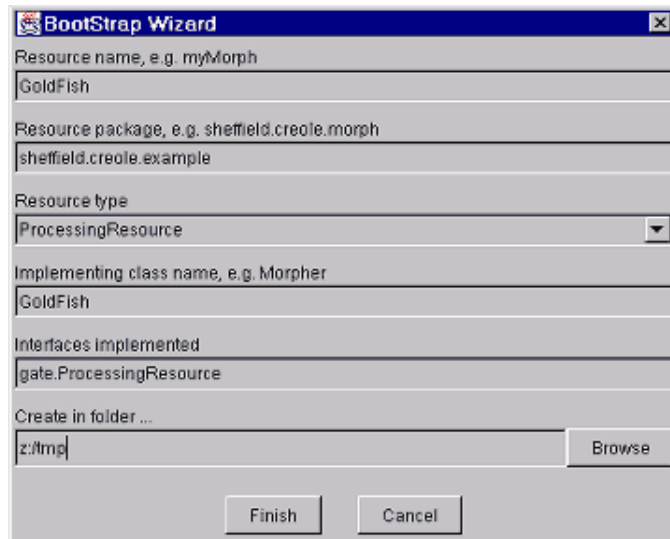 BootStrap Wizard
Resource name, e.g. myMorph
GoldFish
Resource package, e.g. sheffield.creole.morph
sheffield.creole.example
Resource type
ProcessingResource
Implementing class name, e.g. Morpher
GoldFish
Interfaces implemented
gate.ProcessingResource
Create in folder ...
z:/tmp
Browse
Finish
Cancel